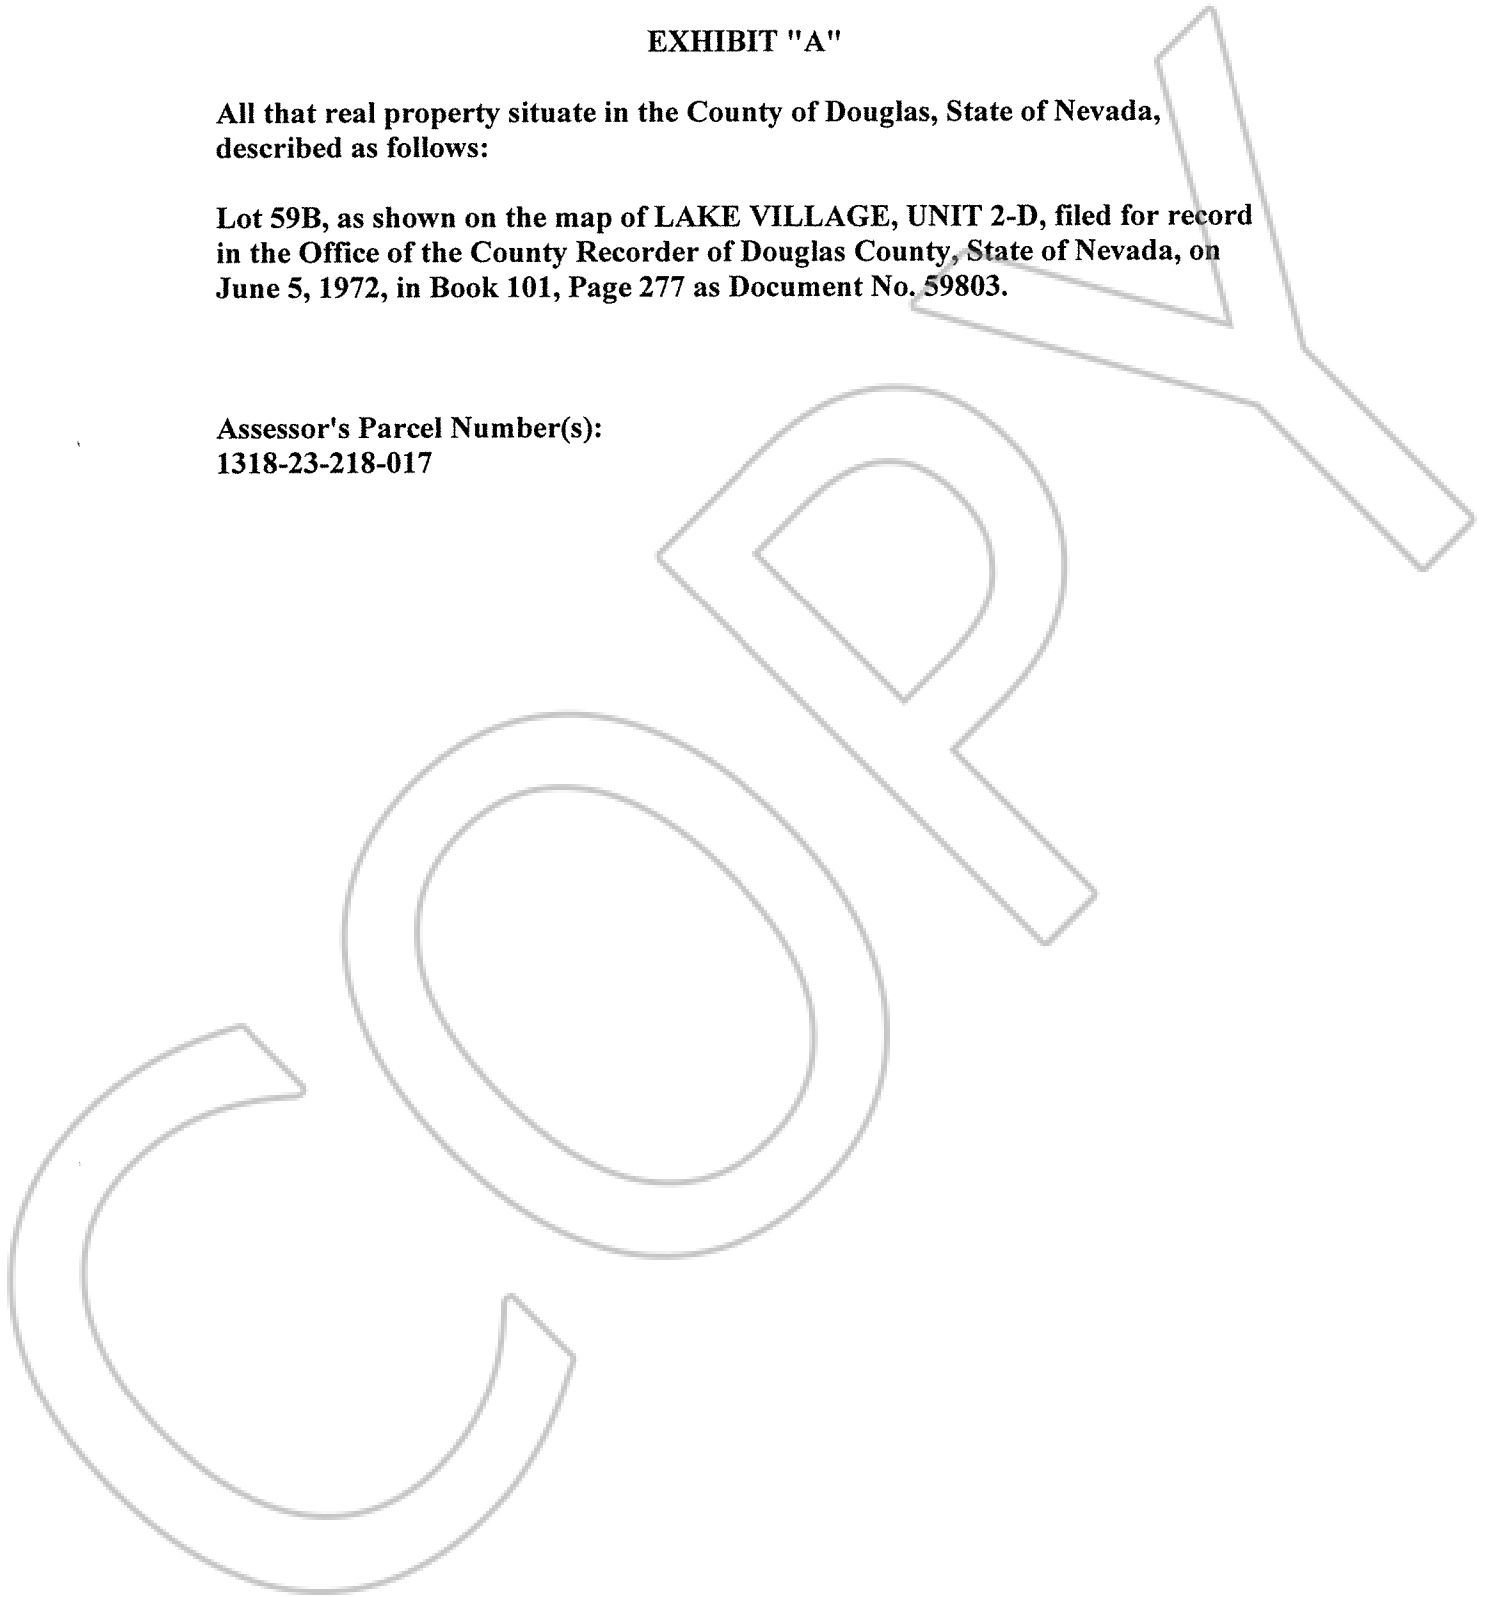 EXHIBIT "A"
All that real property situate in the County of Douglas, State of Nevada,
described as follows:
Lot 59B, as shown on the map of LAKE VILLAGE, UNIT 2-D, filed for record
in the Office of the County Recorder of Douglas County, State of Nevada, on
June 5, 1972, in Book 101, Page 277 as Document No. 59803.
Assessor's Parcel Number(s):
1318-23-218-017
COPY